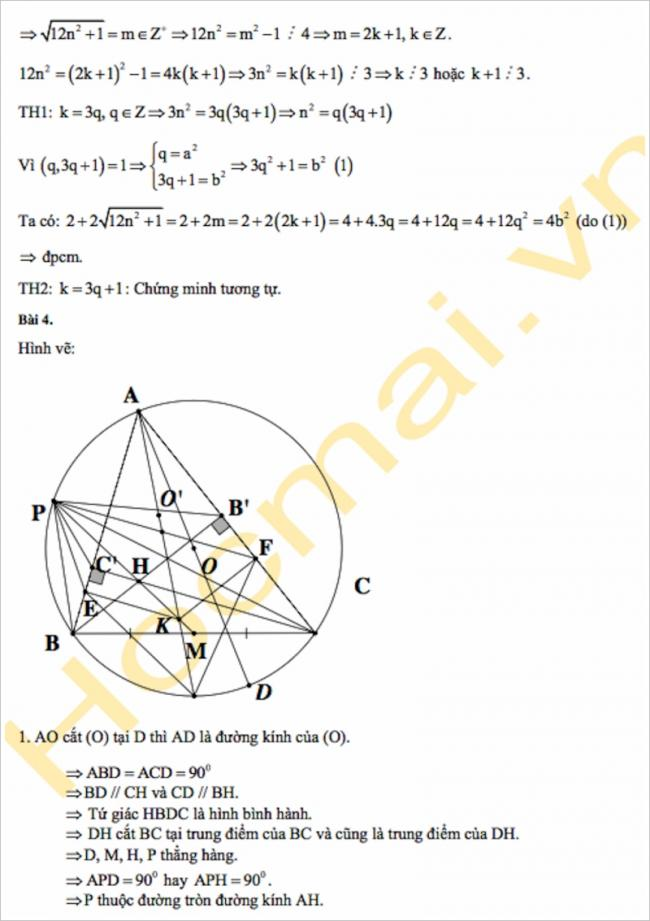 ⇒ √(12n² + 1) = m ∈ Z⁺ ⇒ 12n² = m² − 1 ⋮ 4 ⇒ m = 2k + 1, k ∈ Z.
12n² = (2k + 1)² − 1 = 4k(k + 1) ⇒ 3n² = k(k + 1) ⋮ 3 ⇒ k ⋮ 3 hoặc k + 1 ⋮ 3.
TH1: k = 3q, q ∈ Z ⇒ 3n² = 3q(3q + 1) ⇒ n² = q(3q + 1)
Vì (q, 3q + 1) = 1 ⇒ { q = a² ; 3q + 1 = b² ⇒ 3q² + 1 = b² (1)
Ta có: 2 + 2√(12n² + 1) = 2 + 2m = 2 + 2(2k + 1) = 4 + 4.3q = 4 + 12q = 4 + 12q² = 4b² (do (1))
⇒ đpcm.
TH2: k = 3q + 1: Chứng minh tương tự.
Bài 4.
Hình vẽ:
A
P
O'
B'
C'
H
O
F
C
E
B
K
M
D
1. AO cắt (O) tại D thì AD là đường kính của (O).
⇒ ABD = ACD = 90⁰
⇒ BD // CH và CD // BH.
⇒ Tứ giác HBDC là hình bình hành.
⇒ DH cắt BC tại trung điểm của BC và cũng là trung điểm của DH.
⇒ D, M, H, P thẳng hàng.
⇒ APD = 90⁰ hay APH = 90⁰.
⇒ P thuộc đường tròn đường kính AH.
Hocmai.vn